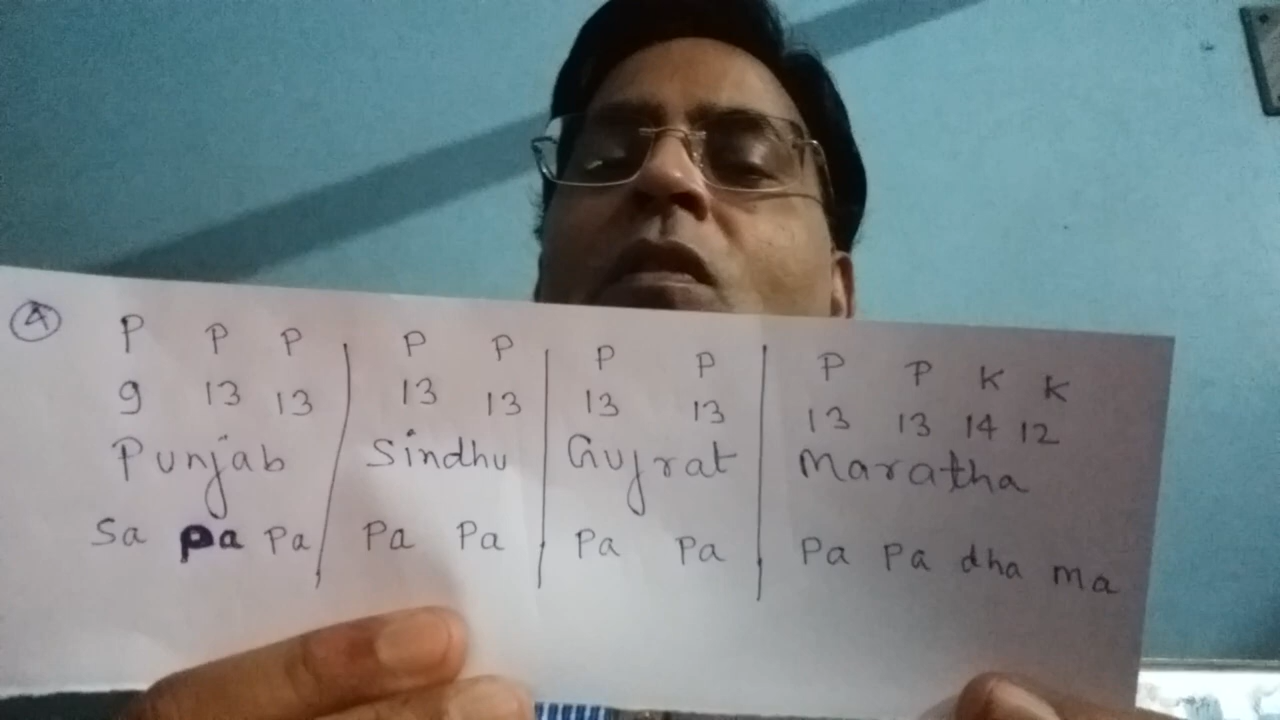 4 P P P | P P | P P | P P K K
9 13 13 | 13 13 | 13 13 | 13 13 14 12
Punjab | Sindhu | Gujrat | Maratha
Sa pa Pa | Pa Pa | Pa Pa | Pa Pa dha ma